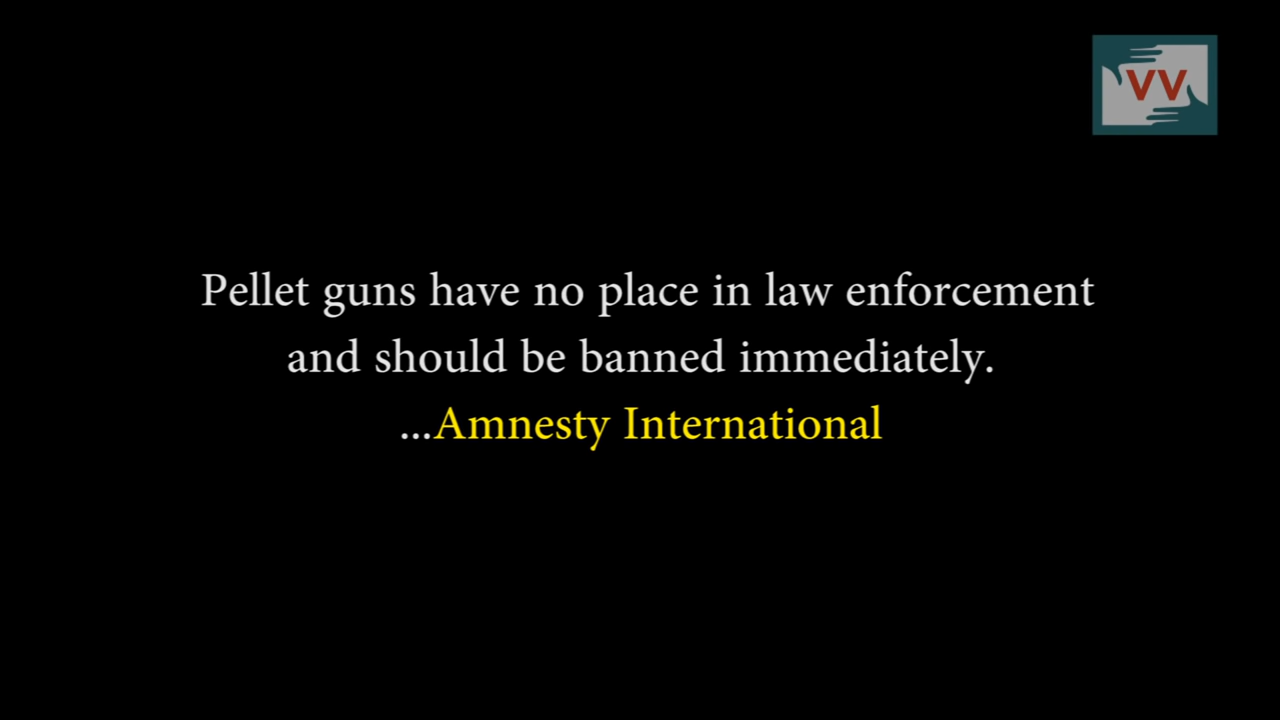 VV
Pellet guns have no place in law enforcement
and should be banned immediately.
...Amnesty International